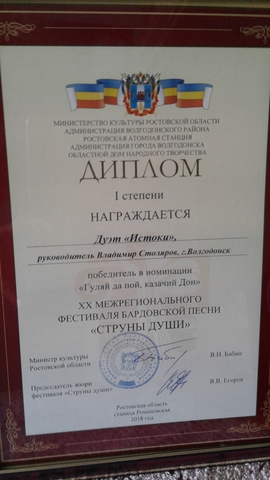 МИНИСТЕРСТВО КУЛЬТУРЫ РОСТОВСКОЙ ОБЛАСТИ
АДМИНИСТРАЦИЯ ВОЛГОДОНСКОГО РАЙОНА
РОСТОВСКАЯ АТОМНАЯ СТАНЦИЯ
АДМИНИСТРАЦИЯ ГОРОДА ВОЛГОДОНСКА
ОБЛАСТНОЙ ДОМ НАРОДНОГО ТВОРЧЕСТВА
ДИПЛОМ
I степени
НАГРАЖДАЕТСЯ
Дуэт «Истоки»,
руководитель Владимир Столяров, г.Волгодонск
победитель в номинации
«Гуляй да пой, казачий Дон»
XX МЕЖРЕГИОНАЛЬНОГО
ФЕСТИВАЛЯ БАРДОВСКОЙ ПЕСНИ
«СТРУНЫ ДУШИ»
Министр культуры
Ростовской области
В.Н. Бабин
Председатель жюри
фестиваля «Струны души»
В.В. Егоров
Ростовская область
станица Романовская
2018 год